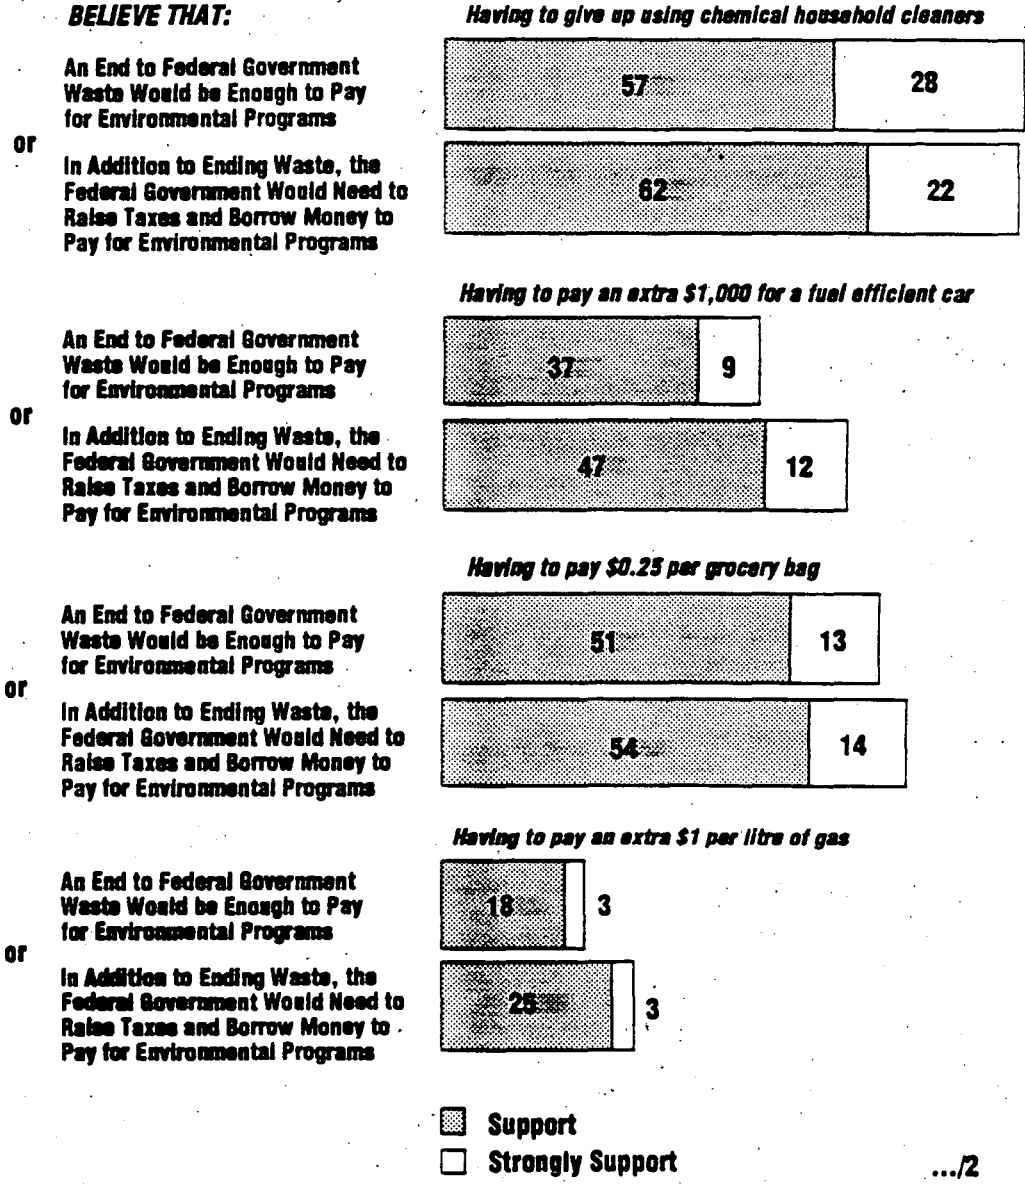 BELIEVE THAT:
Having to give up using chemical household cleaners
An End to Federal Government
Waste Would be Enough to Pay
for Environmental Programs
57
28
or
In Addition to Ending Waste, the
Federal Government Would Need to
Raise Taxes and Borrow Money to
Pay for Environmental Programs
62
22
Having to pay an extra $1,000 for a fuel efficient car
An End to Federal Government
Waste Would be Enough to Pay
for Environmental Programs
37
9
or
In Addition to Ending Waste, the
Federal Government Would Need to
Raise Taxes and Borrow Money to
Pay for Environmental Programs
47
12
Having to pay $0.25 per grocery bag
An End to Federal Government
Waste Would be Enough to Pay
for Environmental Programs
51
13
or
In Addition to Ending Waste, the
Federal Government Would Need to
Raise Taxes and Borrow Money to
Pay for Environmental Programs
54
14
Having to pay an extra $1 per litre of gas
An End to Federal Government
Waste Would be Enough to Pay
for Environmental Programs
18
3
or
In Addition to Ending Waste, the
Federal Government Would Need to
Raise Taxes and Borrow Money to
Pay for Environmental Programs
25
3
Support
Strongly Support
.../2